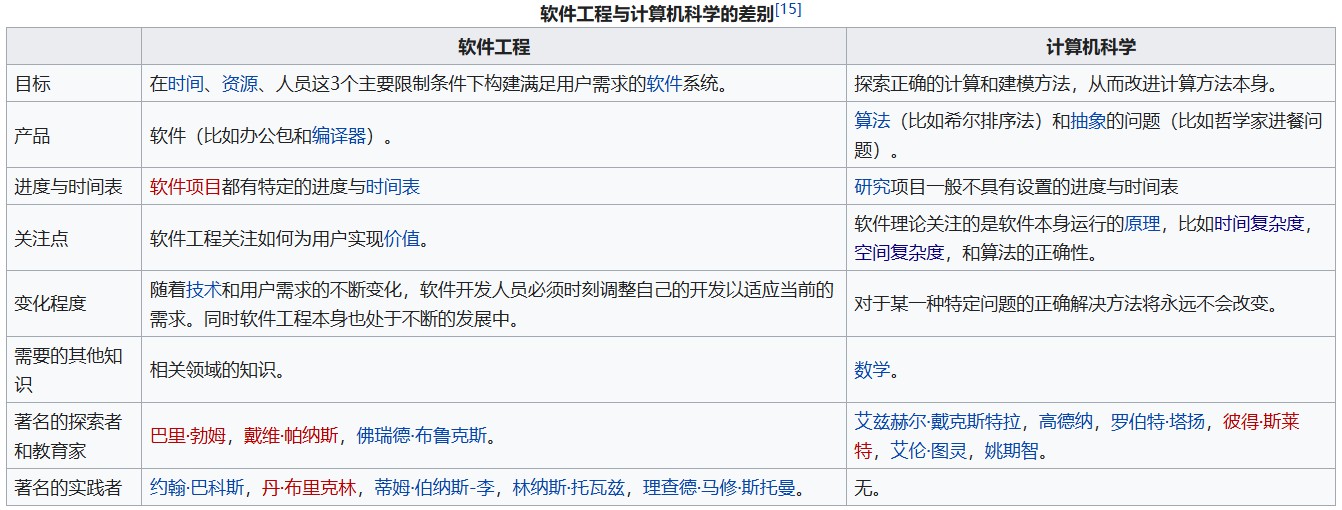 软件工程与计算机科学的差别[15]
软件工程
计算机科学
目标
在时间、资源、人员这3个主要限制条件下构建满足用户需求的软件系统。
探索正确的计算和建模方法，从而改进计算方法本身。
产品
软件（比如办公包和编译器）。
算法（比如希尔排序法）和抽象的问题（比如哲学家进餐问
题）。
进度与时间表
软件项目都有特定的进度与时间表
研究项目一般不具有设置的进度与时间表
关注点
软件工程关注如何为用户实现价值。
软件理论关注的是软件本身运行的原理，比如时间复杂度，
空间复杂度，和算法的正确性。
变化程度
随着技术和用户需求的不断变化，软件开发人员必须时刻调整自己的开发以适应当前的
需求。同时软件工程本身也处于不断的发展中。
对于某一种特定问题的正确解决方法将永远不会改变。
需要的其他知
识
相关领域的知识。
数学。
著名的探索者
和教育家
巴里·勃姆，戴维·帕纳斯，佛瑞德·布鲁克斯。
艾兹赫尔·戴克斯特拉，高德纳，罗伯特·塔扬，彼得·斯莱
特，艾伦·图灵，姚期智。
著名的实践者
约翰·巴科斯，丹·布里克林，蒂姆·伯纳斯-李，林纳斯·托瓦兹，理查德·马修·斯托曼。
无。